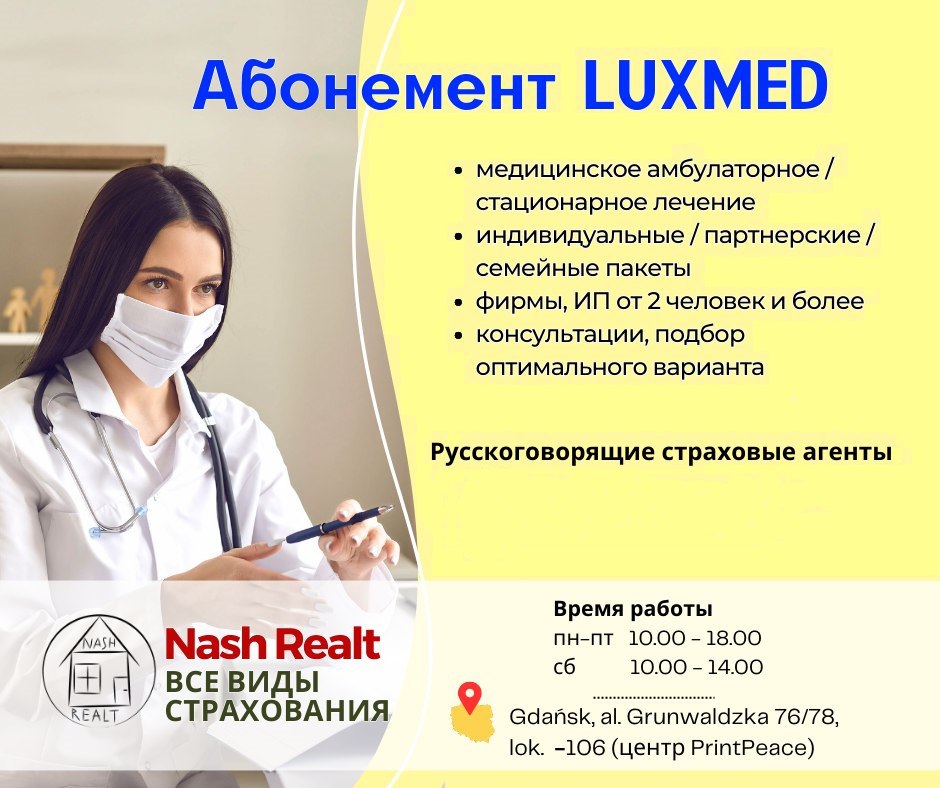 Абонемент LUXMED
• медицинское амбулаторное /
стационарное лечение
• индивидуальные / партнерские /
семейные пакеты
• фирмы, ИП от 2 человек и более
• консультации, подбор
оптимального варианта
Русскоговорящие страховые агенты
NASH
REALT
Nash Realt
ВСЕ ВИДЫ
СТРАХОВАНИЯ
Время работы
пн-пт 10.00 - 18.00
сб 10.00 - 14.00
Gdańsk, al. Grunwaldzka 76/78,
lok. -106 (центр PrintPeace)